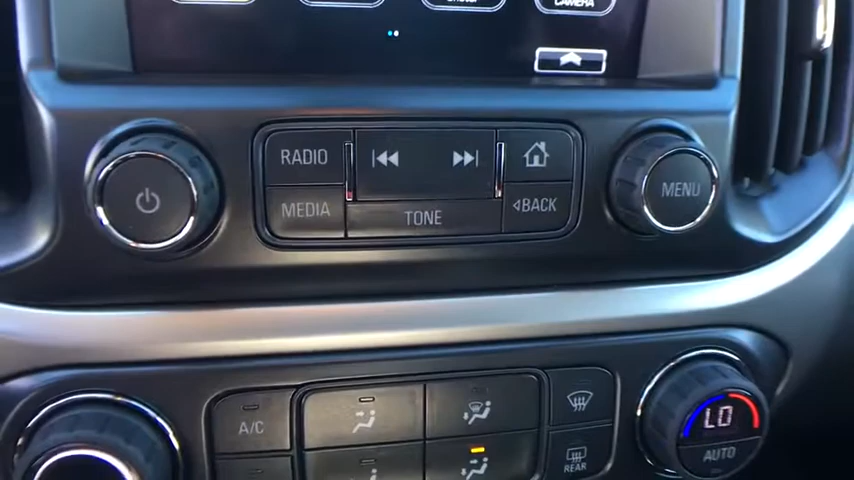 CAMERA
RADIO
MEDIA
TONE
BACK
MENU
A/C
REAR
LO
AUTO